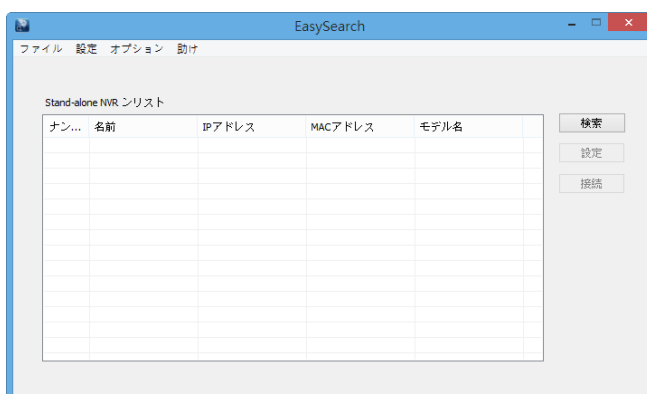 EasySearch
ファイル 設定 オプション 助け
Stand-alone NVR ンリスト
ナン... 名前 IPアドレス MACアドレス モデル名
検索
設定
接続